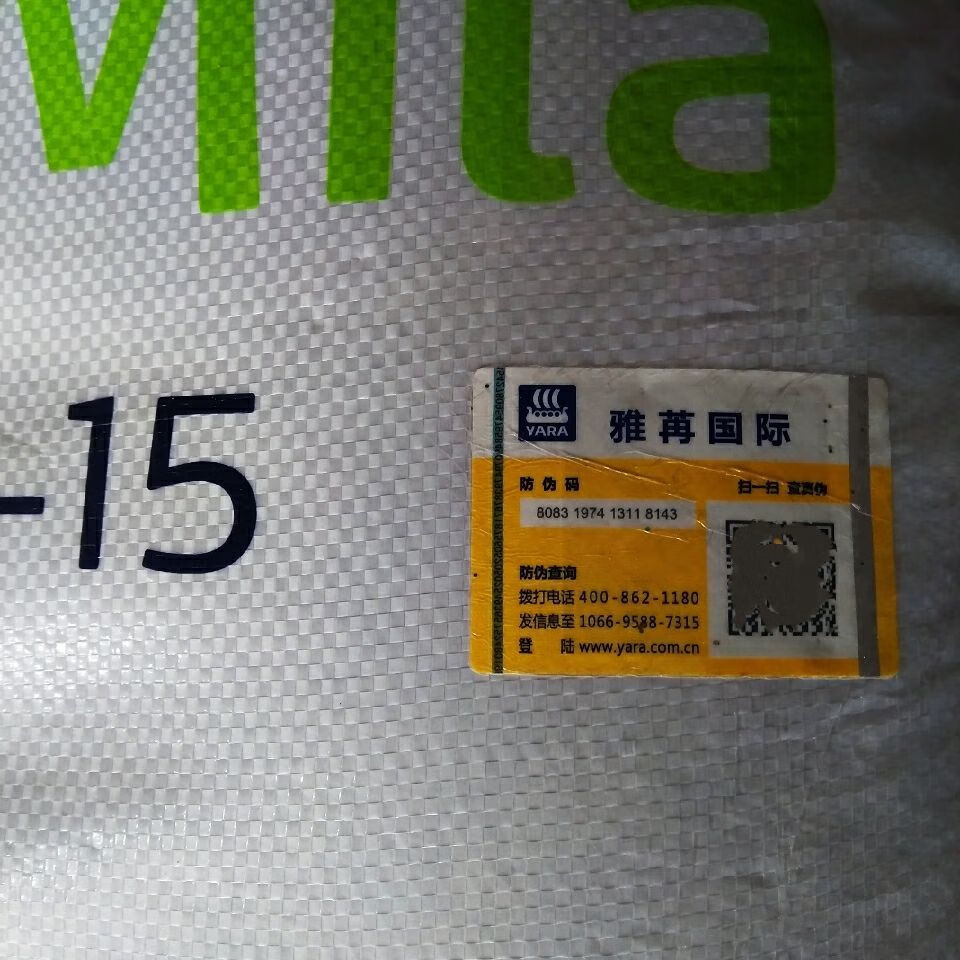 vita
-15
YARA
雅苒国际
防伪码
扫一扫 查真伪
8083 1974 1311 8143
防伪查询
拨打电话 400-862-1180
发信息至 1066-9588-7315
登 陆 www.yara.com.cn